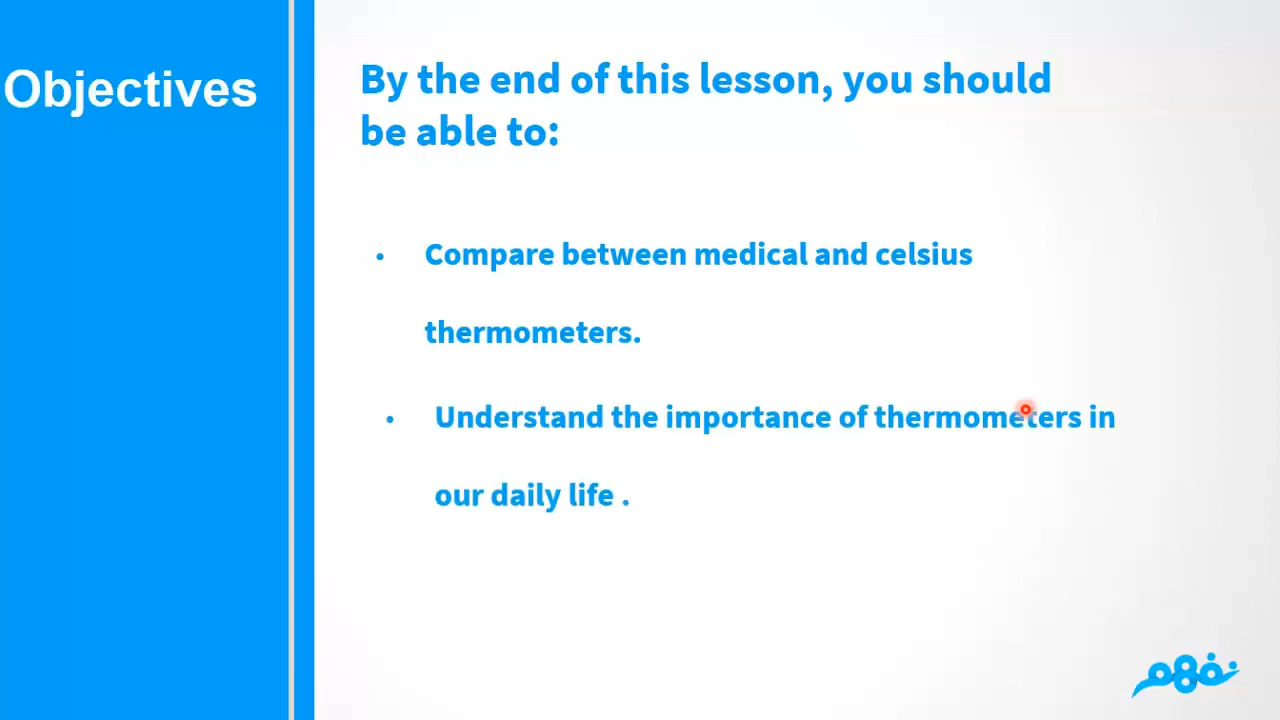 Objectives
By the end of this lesson, you should
be able to:
• Compare between medical and celsius
thermometers.
• Understand the importance of thermometers in
our daily life .
نفهم